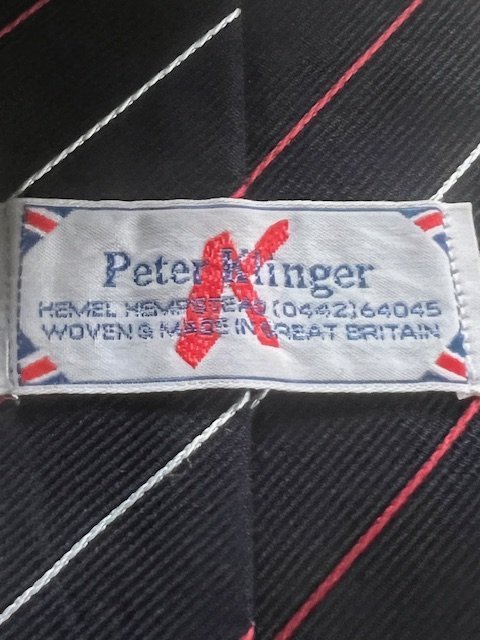 Peter Klinger
HEMEL HEMPSTEAD (0442) 64045
WOVEN & MADE IN GREAT BRITAIN
K